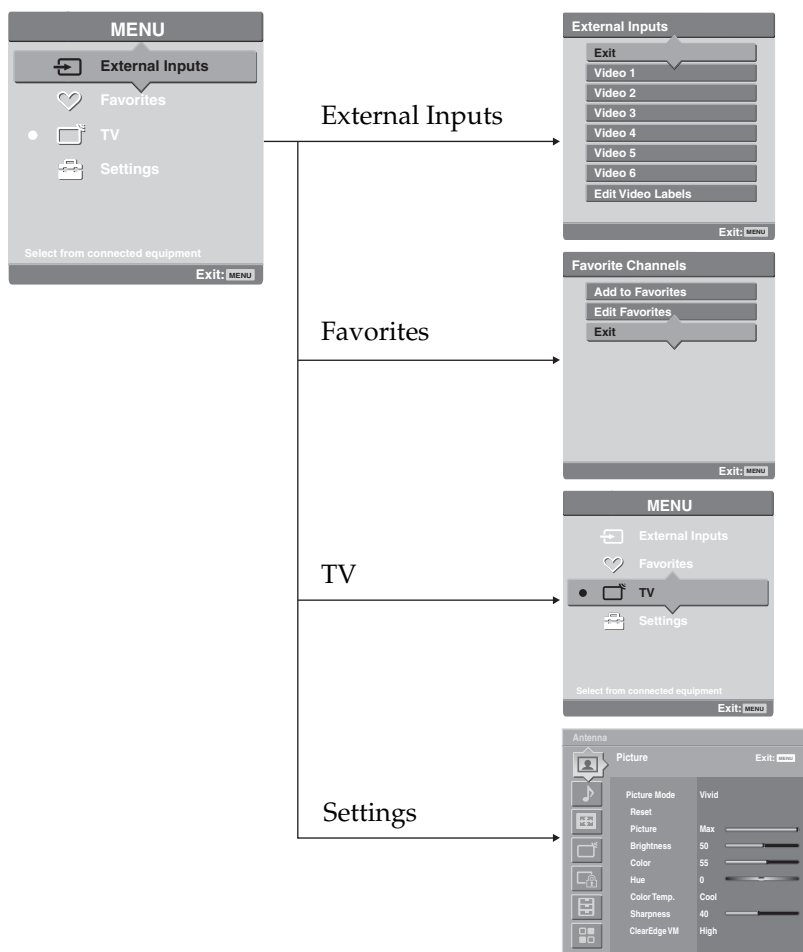 MENU
External Inputs
Favorites
TV
Settings
Select from connected equipment
Exit: MENU
External Inputs
External Inputs
Exit
Video 1
Video 2
Video 3
Video 4
Video 5
Video 6
Edit Video Labels
Exit: MENU
Favorites
Favorite Channels
Add to Favorites
Edit Favorites
Exit
Exit: MENU
TV
MENU
External Inputs
Favorites
TV
Settings
Select from connected equipment
Exit: MENU
Settings
Antenna
Picture Exit: MENU
Picture Mode Vivid
Reset
Picture Max
Brightness 50
Color 55
Hue 0
Color Temp. Cool
Sharpness 40
ClearEdge VM High